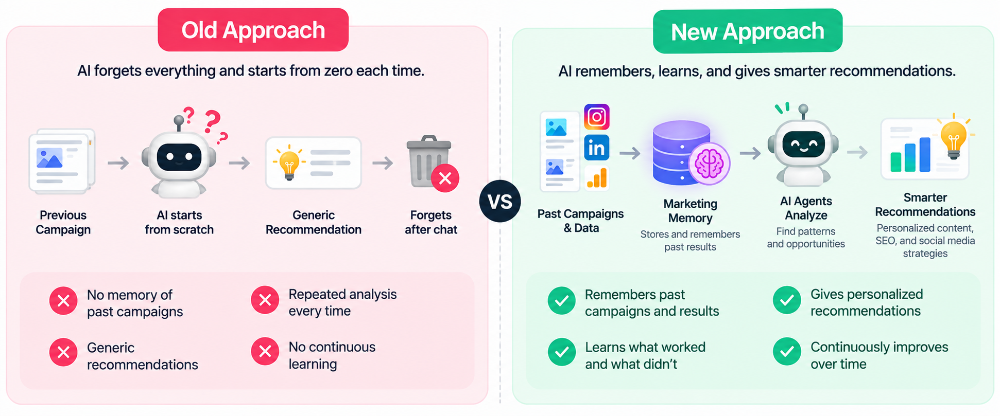 Old Approach
AI forgets everything and starts from zero each time.
? ? ?
Previous
Campaign
AI starts
from scratch
Generic
Recommendation
Forgets
after chat
No memory of
past campaigns
Repeated analysis
every time
Generic
recommendations
No continuous
learning
VS
New Approach
AI remembers, learns, and gives smarter recommendations.
in
Past Campaigns
& Data
Marketing
Memory
Stores and remembers
past results
AI Agents
Analyze
Find patterns
and opportunities
Smarter
Recommendations
Personalized content,
SEO, and social media
strategies
Remembers past
campaigns and results
Gives personalized
recommendations
Learns what worked
and what didn't
Continuously improves
over time